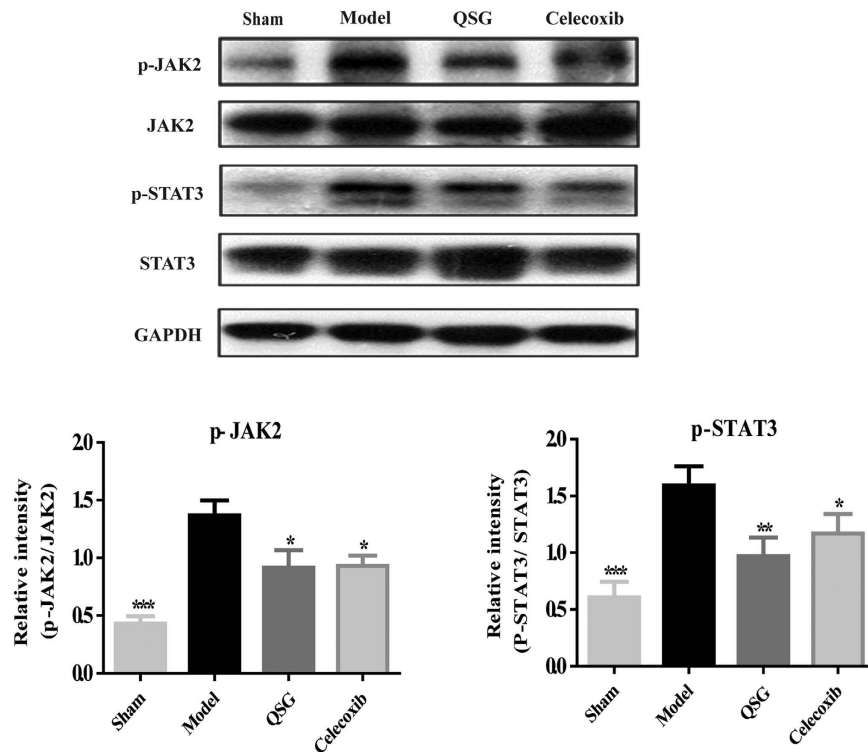 Sham Model QSG Celecoxib
p-JAK2
JAK2
p-STAT3
STAT3
GAPDH
p-JAK2
Relative intensity
(p-JAK2/JAK2)
2.0
1.5
1.0
0.5
0.0
***
*
*
Sham
Model
QSG
Celecoxib
p-STAT3
Relative intensity
(P-STAT3/STAT3)
2.0
1.5
1.0
0.5
0.0
***
**
*
Sham
Model
QSG
Celecoxib